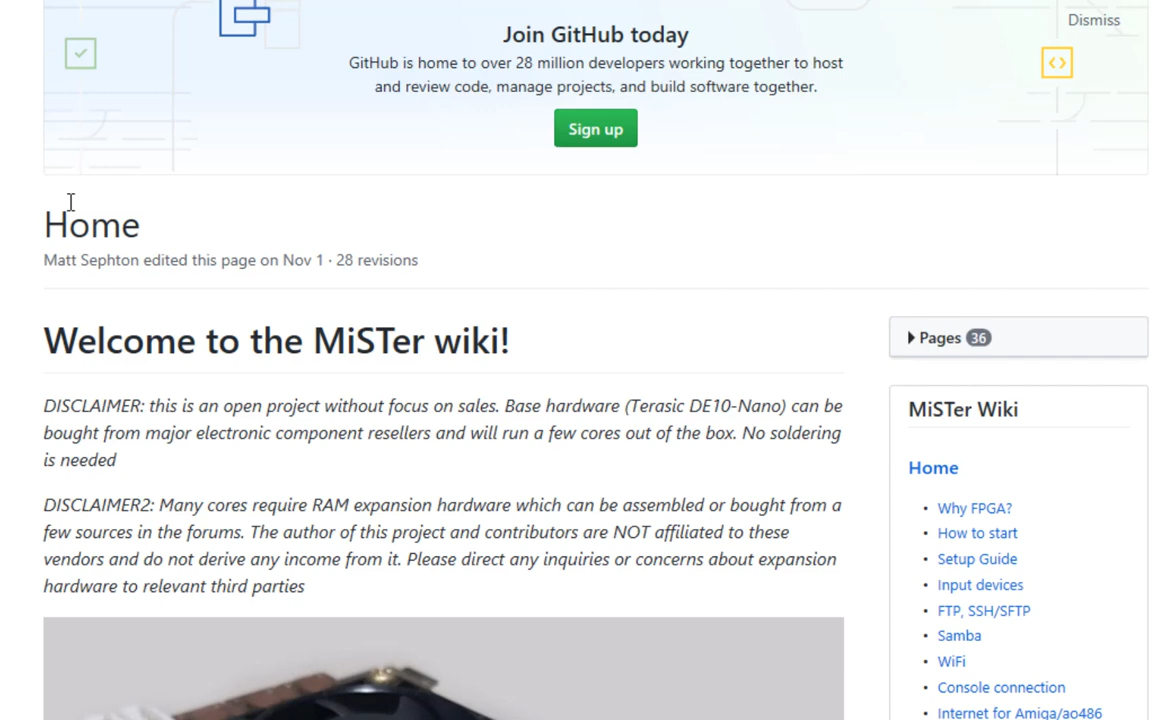 Dismiss
Join GitHub today
GitHub is home to over 28 million developers working together to host
and review code, manage projects, and build software together.
Sign up
Home
Matt Sephton edited this page on Nov 1 · 28 revisions
Welcome to the MiSTer wiki!
DISCLAIMER: this is an open project without focus on sales. Base hardware (Terasic DE10-Nano) can be
bought from major electronic component resellers and will run a few cores out of the box. No soldering
is needed
DISCLAIMER2: Many cores require RAM expansion hardware which can be assembled or bought from a
few sources in the forums. The author of this project and contributors are NOT affiliated to these
vendors and do not derive any income from it. Please direct any inquiries or concerns about expansion
hardware to relevant third parties
Pages 36
MiSTer Wiki
Home
• Why FPGA?
• How to start
• Setup Guide
• Input devices
• FTP, SSH/SFTP
• Samba
• WiFi
• Console connection
• Internet for Amiga/ao486